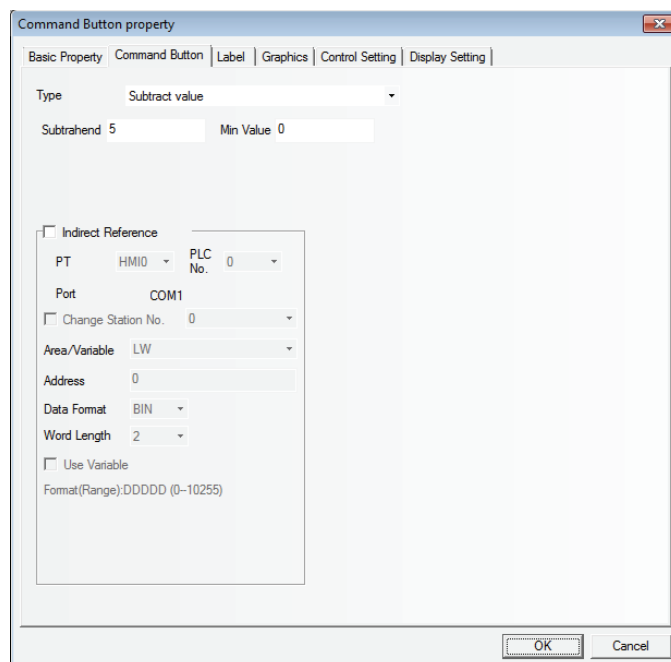 Command Button property
Basic Property Command Button Label Graphics Control Setting Display Setting
Type Subtract value
Subtrahend 5 Min Value 0
Indirect Reference
PT HMI0 PLC No. 0
Port COM1
Change Station No. 0
Area/Variable LW
Address 0
Data Format BIN
Word Length 2
Use Variable
Format(Range):DDDDD (0--10255)
OK Cancel